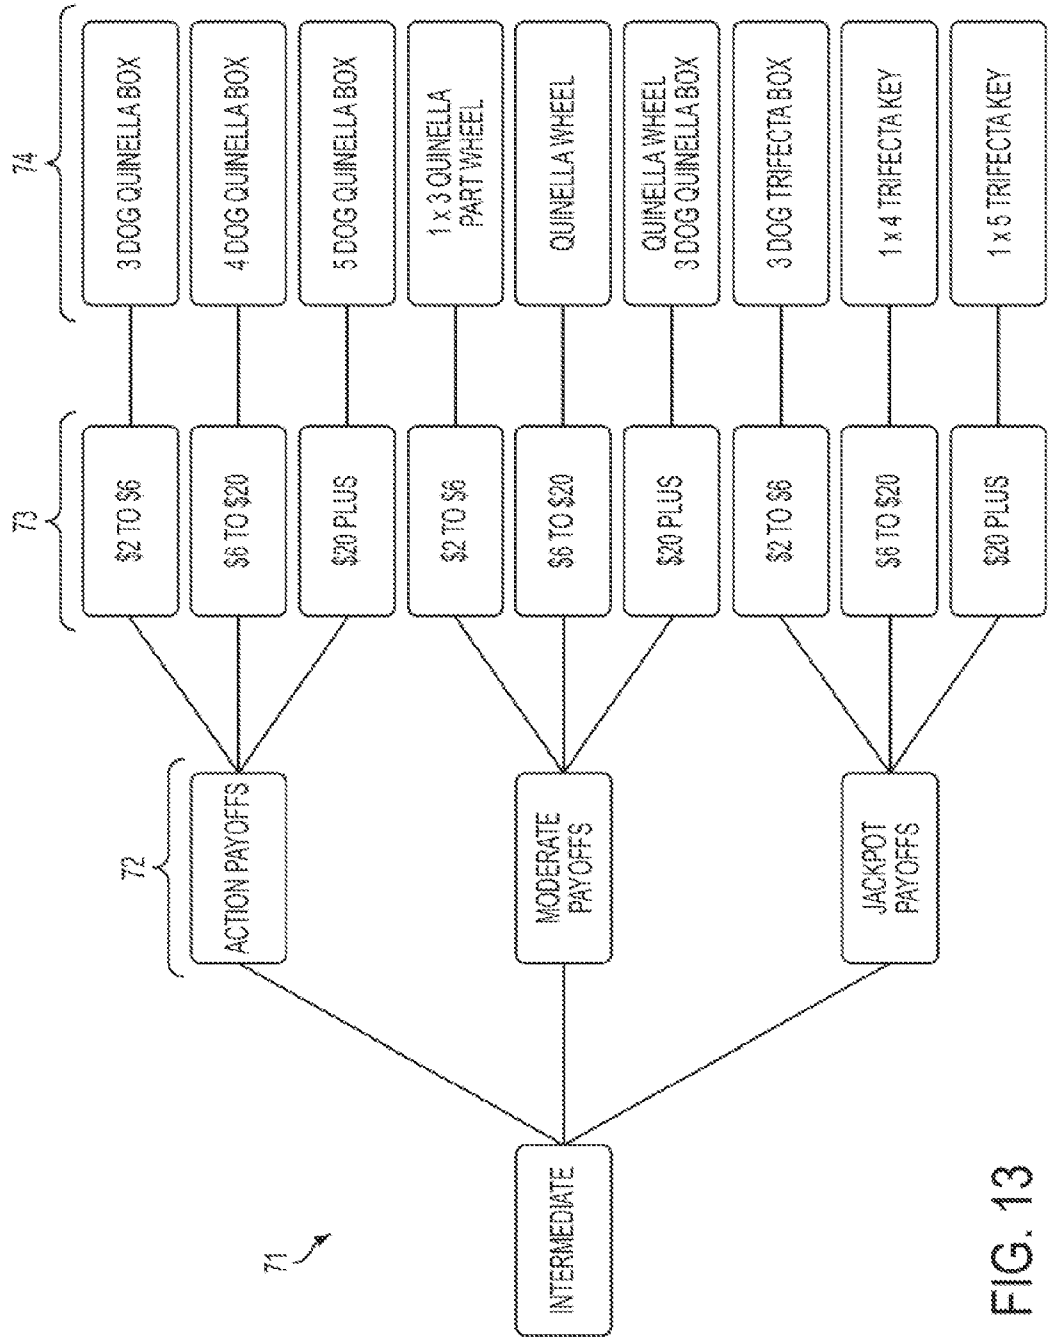 71
72
73
74
INTERMEDIATE
ACTION PAYOFFS
MODERATE
PAYOFFS
JACKPOT
PAYOFFS
$2 TO $6
$6 TO $20
$20 PLUS
$2 TO $6
$6 TO $20
$20 PLUS
$2 TO $6
$6 TO $20
$20 PLUS
3 DOG QUINELLA BOX
4 DOG QUINELLA BOX
5 DOG QUINELLA BOX
1 x 3 QUINELLA
PART WHEEL
QUINELLA WHEEL
QUINELLA WHEEL
3 DOG QUINELLA BOX
3 DOG TRIFECTA BOX
1 x 4 TRIFECTA KEY
1 x 5 TRIFECTA KEY
FIG. 13